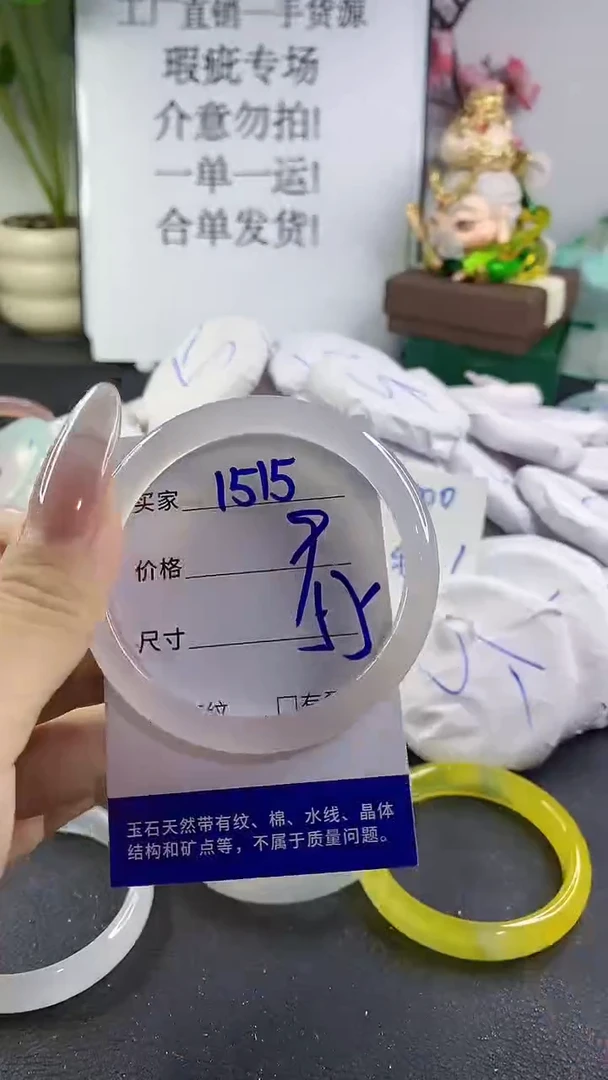 工厂直销一手货源
瑕疵专场
介意勿拍!
一单一运!
合单发货!
买家 1515
价格
尺寸
玉石天然带有纹、棉、水线、晶体
结构和矿点等，不属于质量问题。